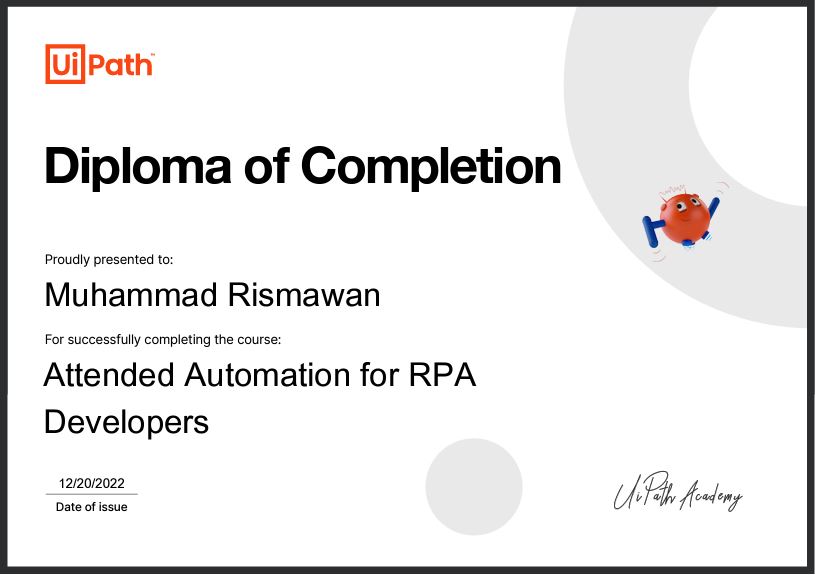 UiPath™
Diploma of Completion
Proudly presented to:
Muhammad Rismawan
For successfully completing the course:
Attended Automation for RPA
Developers
12/20/2022
Date of issue
UiPath Academy